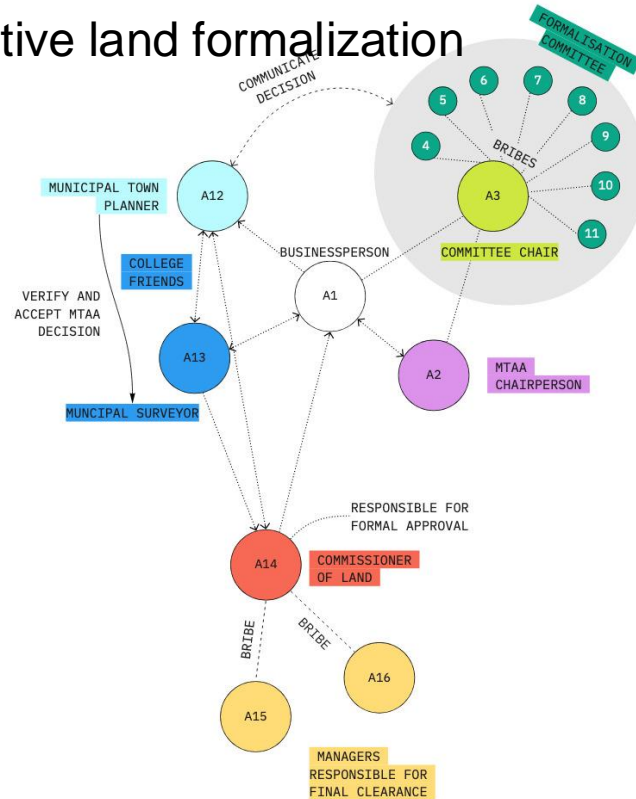 tive land formalization
FORMALISATION
COMMITTEE
COMMUNICATE
DECISION
4
5
6
7
8
9
10
11
BRIBES
A3
COMMITTEE CHAIR
MUNICIPAL TOWN
PLANNER
A12
COLLEGE
FRIENDS
BUSINESSPERSON
A1
VERIFY AND
ACCEPT MTAA
DECISION
A13
MUNCIPAL SURVEYOR
A2
MTAA
CHAIRPERSON
RESPONSIBLE FOR
FORMAL APPROVAL
A14
COMMISSIONER
OF LAND
BRIBE
BRIBE
A16
A15
MANAGERS
RESPONSIBLE FOR
FINAL CLEARANCE